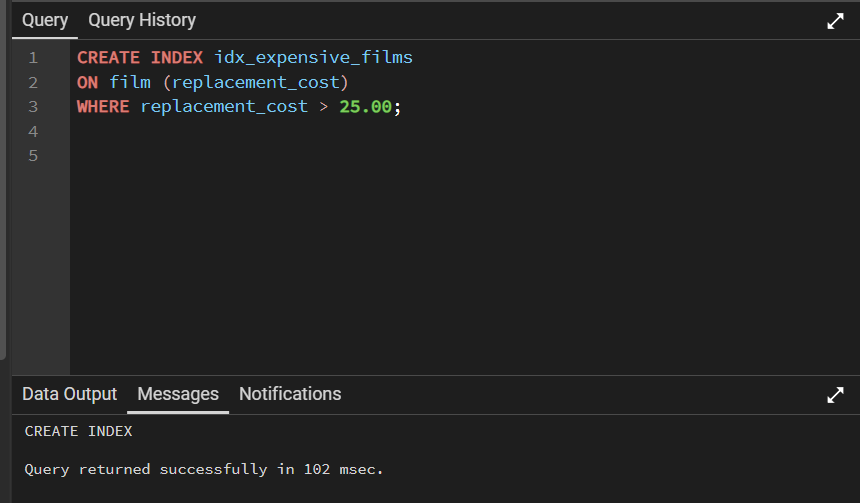 Query Query History
1 CREATE INDEX idx_expensive_films
2 ON film (replacement_cost)
3 WHERE replacement_cost > 25.00;
4
5
Data Output Messages Notifications
CREATE INDEX
Query returned successfully in 102 msec.